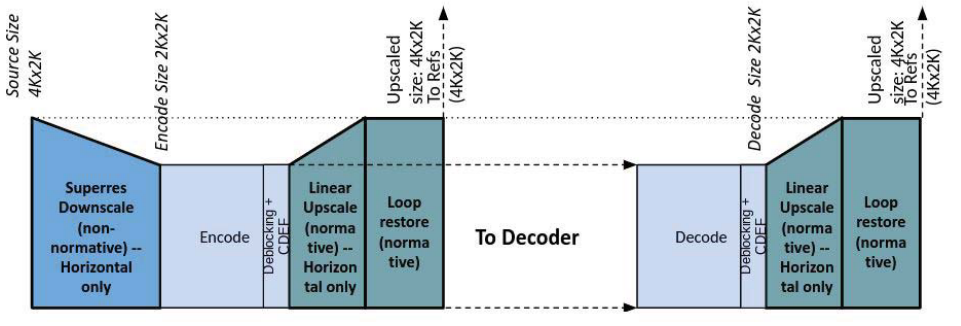 Source Size
4Kx2K
Encode Size 2Kx2K
Upscaled
size: 4Kx2K
To Refs
(4Kx2K)
Decode  Size 2Kx2K
Upscaled
size: 4Kx2K
To Refs
(4Kx2K)
Superres
Downscale
(non-
normative) --
Horizontal
only
Encode
Deblocking +
CDEF
Linear
Upscale
(norma
tive) --
Horizon
tal only
Loop
restore
(norma
tive)
To Decoder
Decode
Deblocking +
CDEF
Linear
Upscale
(norma
tive) --
Horizon
tal only
Loop
restore
(norma
tive)